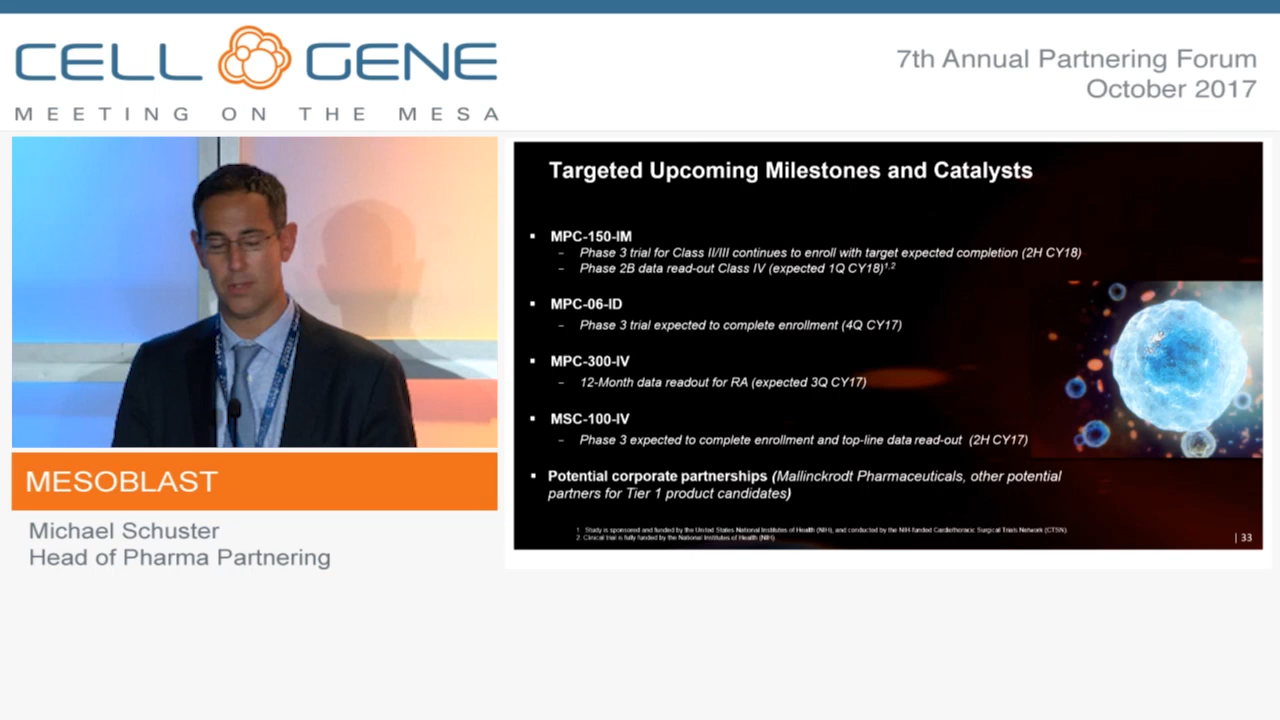 CELL GENE
MEETING ON THE MESA
7th Annual Partnering Forum
October 2017
Targeted Upcoming Milestones and Catalysts
▪ MPC-150-IM
– Phase 3 trial for Class II/III continues to enroll with target expected completion (2H CY18)
– Phase 2B data read-out Class IV (expected 1Q CY18)1,2
▪ MPC-06-ID
– Phase 3 trial expected to complete enrollment (4Q CY17)
▪ MPC-300-IV
– 12-Month data readout for RA (expected 3Q CY17)
▪ MSC-100-IV
– Phase 3 expected to complete enrollment and top-line data read-out (2H CY17)
▪ Potential corporate partnerships (Mallinckrodt Pharmaceuticals, other potential
partners for Tier 1 product candidates)
1. Study is sponsored and funded by the United States National Institutes of Health (NIH), and conducted by the NIH-funded Cardiothoracic Surgical Trials Network (CTSN)
2. Clinical trial is fully funded by the National Institutes of Health (NIH)
| 33
MESOBLAST
Michael Schuster
Head of Pharma Partnering